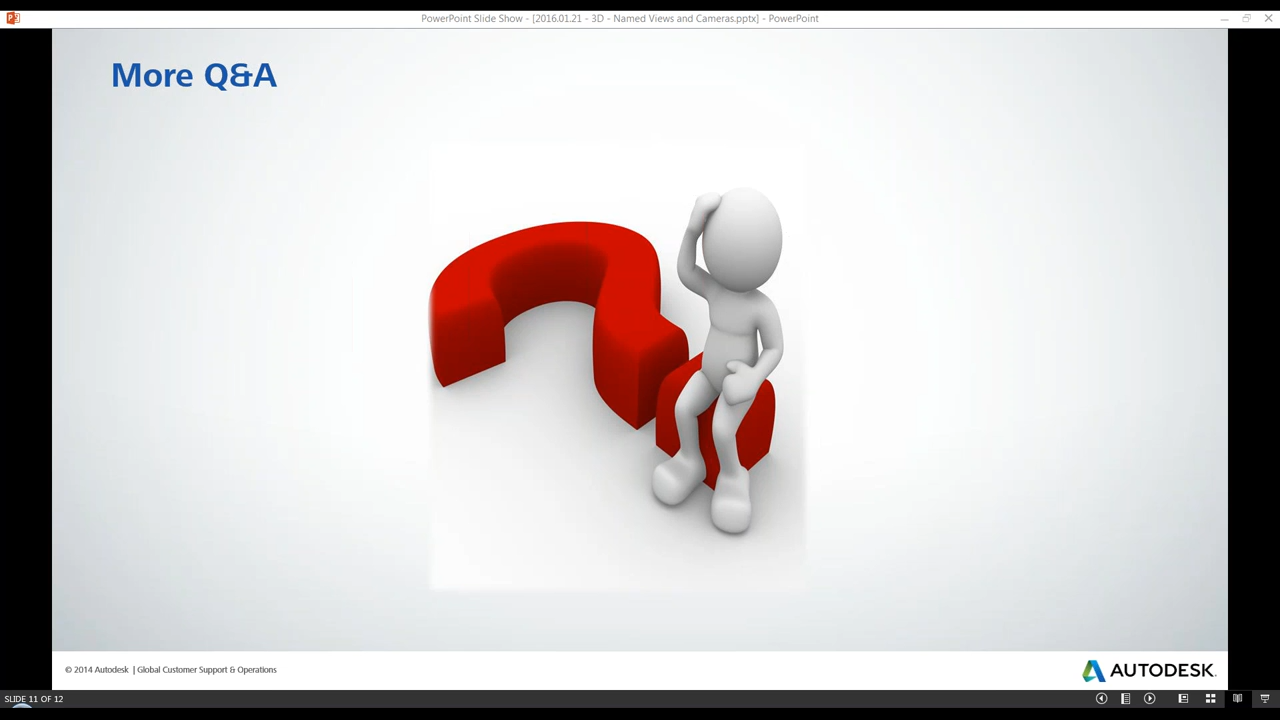 PowerPoint Slide Show - [2016.01.21 - 3D - Named Views and Cameras.pptx] - PowerPoint
More Q&A
© 2014 Autodesk | Global Customer Support & Operations
AUTODESK.
SLIDE 11 OF 12